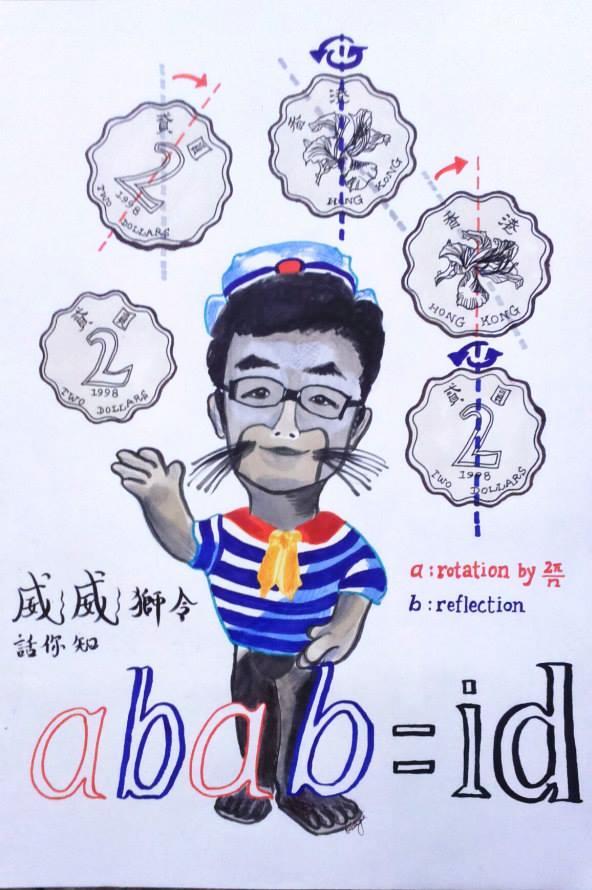 貳圓
2
1998
TWO DOLLARS
香港
HONG KONG
香港
HONG KONG
貳圓
2
1998
TWO DOLLARS
貳圓
2
1998
TWO DOLLARS
a : rotation by 2π/n
b : reflection
威威獅令
話你知
abab = id